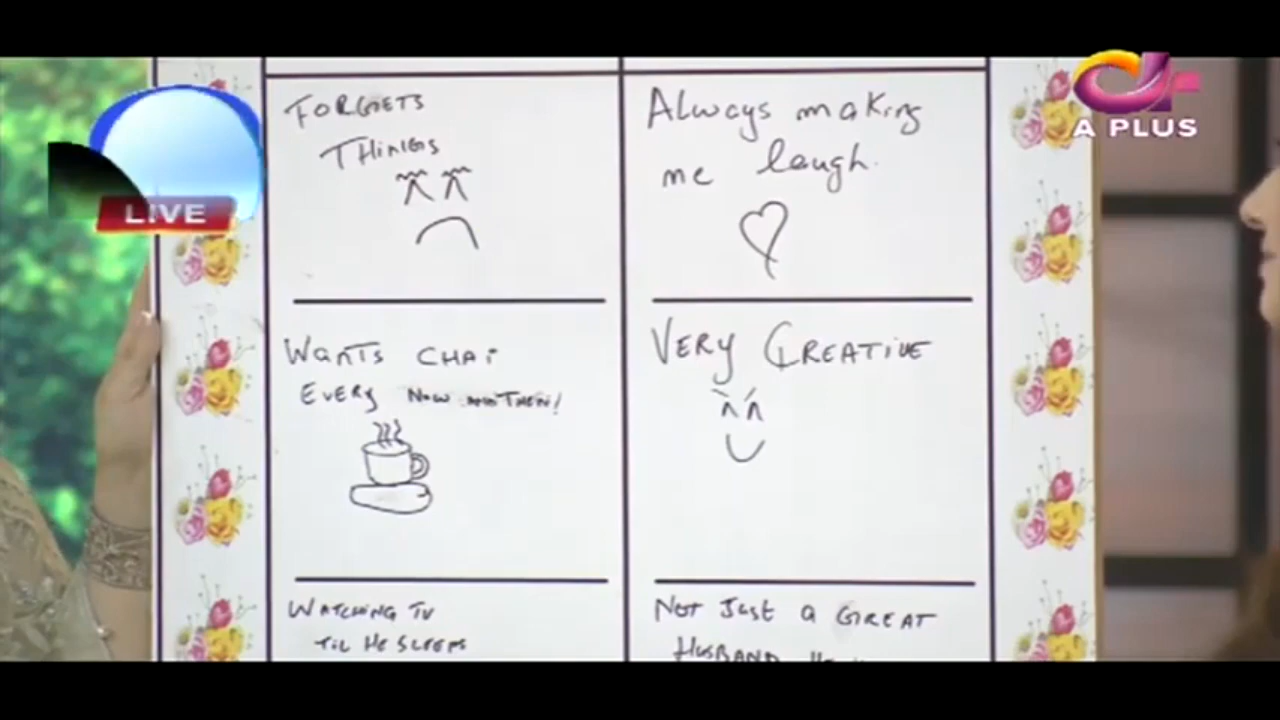 FORGETS
THINGS
Always making
me laugh.
WANTS CHAI
EVERY NOW AND THEN!
VERY CREATIVE
WATCHING TV
TIL HE SLEEPS
NOT JUST A GREAT
HUSBAND
LIVE
A PLUS